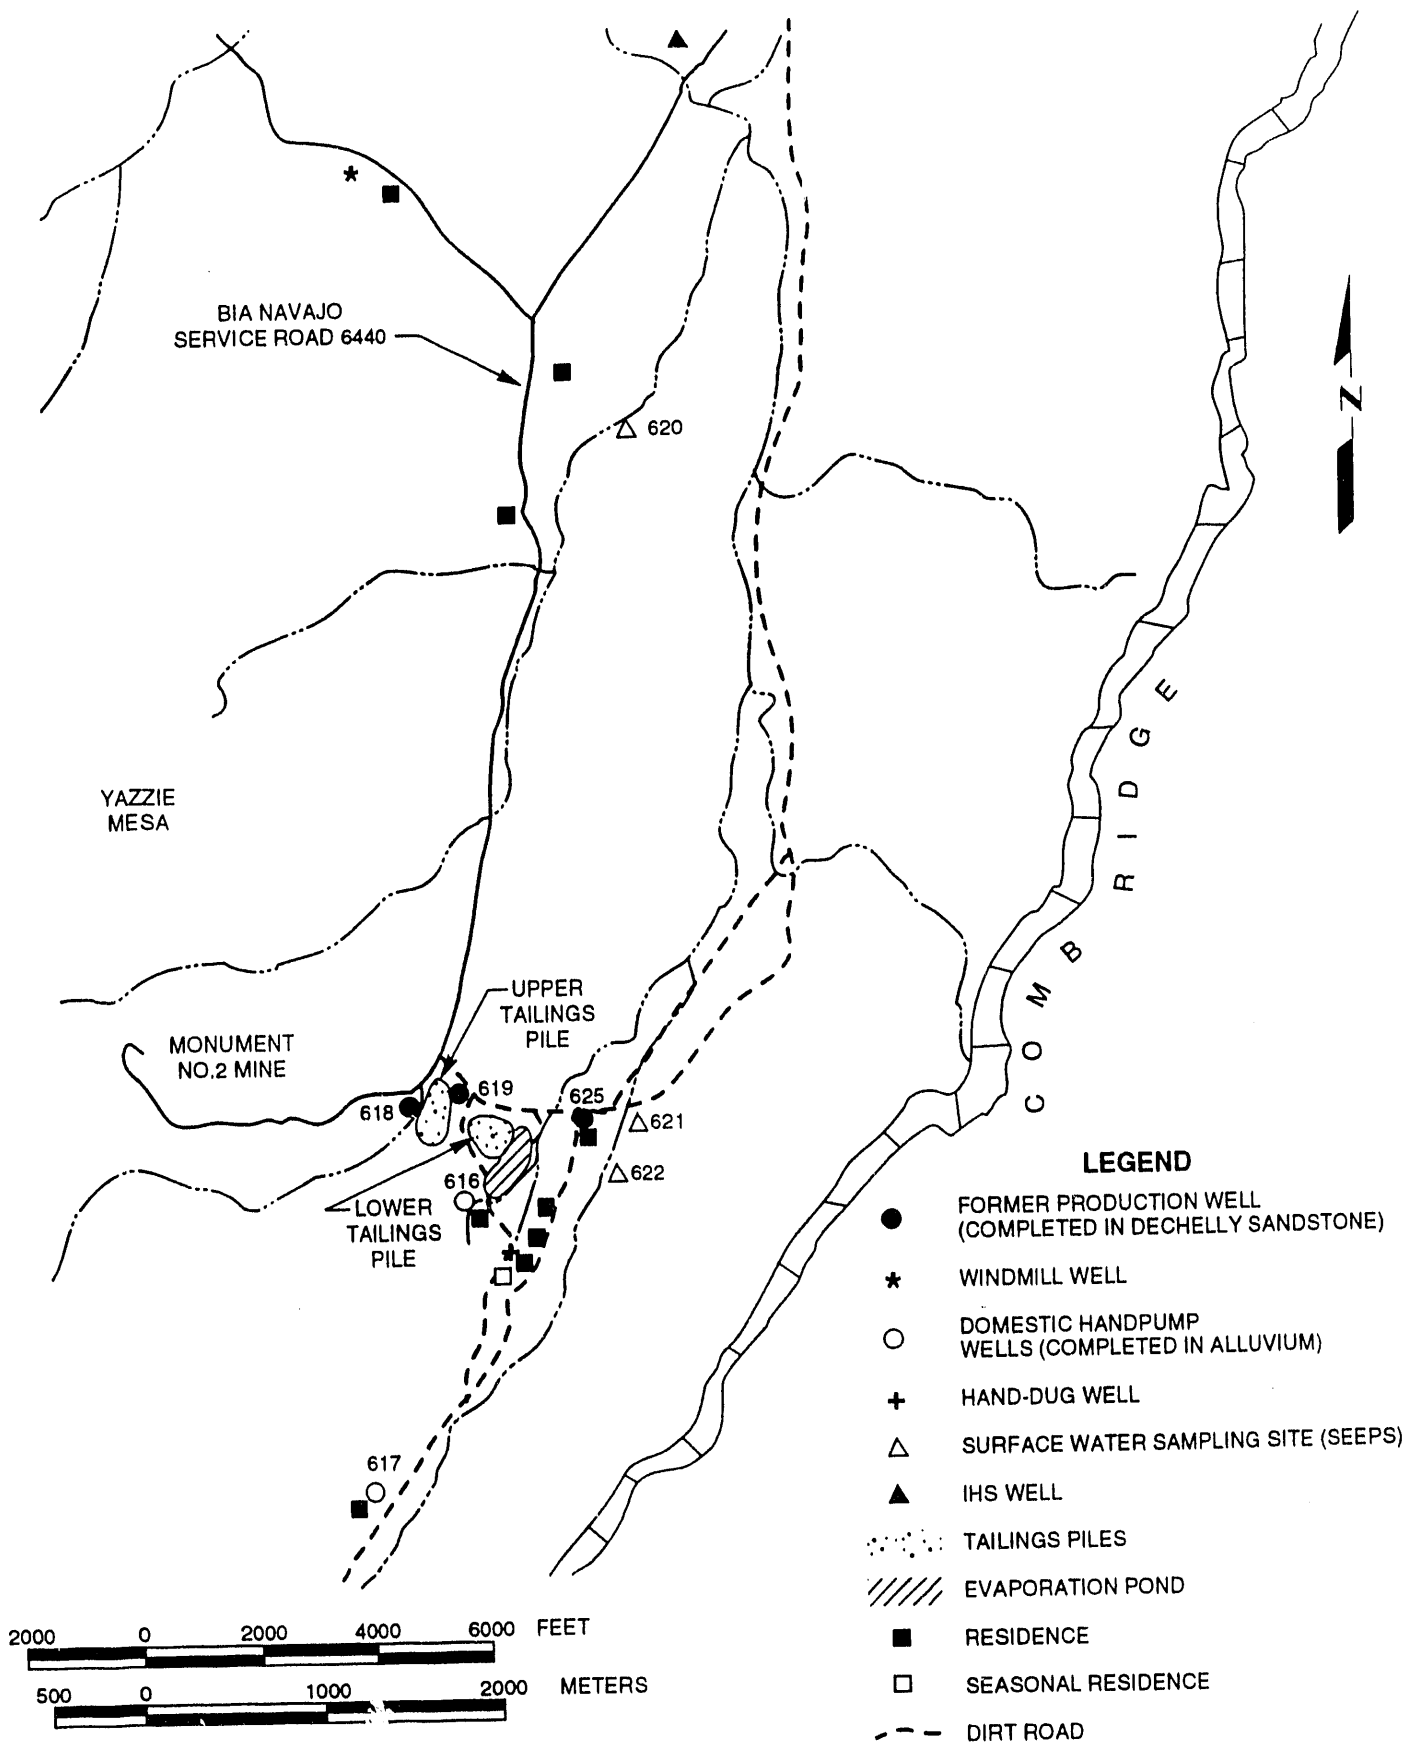 BIA NAVAJO
SERVICE ROAD 6440
620
N
YAZZIE
MESA
COMB RIDGE
UPPER
TAILINGS
PILE
MONUMENT
NO.2 MINE
619
618
625
621
622
616
LOWER
TAILINGS
PILE
617
LEGEND
FORMER PRODUCTION WELL
(COMPLETED IN DECHELLY SANDSTONE)
WINDMILL WELL
DOMESTIC HANDPUMP
WELLS (COMPLETED IN ALLUVIUM)
HAND-DUG WELL
SURFACE WATER SAMPLING SITE (SEEPS)
IHS WELL
TAILINGS PILES
EVAPORATION POND
RESIDENCE
SEASONAL RESIDENCE
DIRT ROAD
2000 0 2000 4000 6000 FEET
500 0 1000 2000 METERS